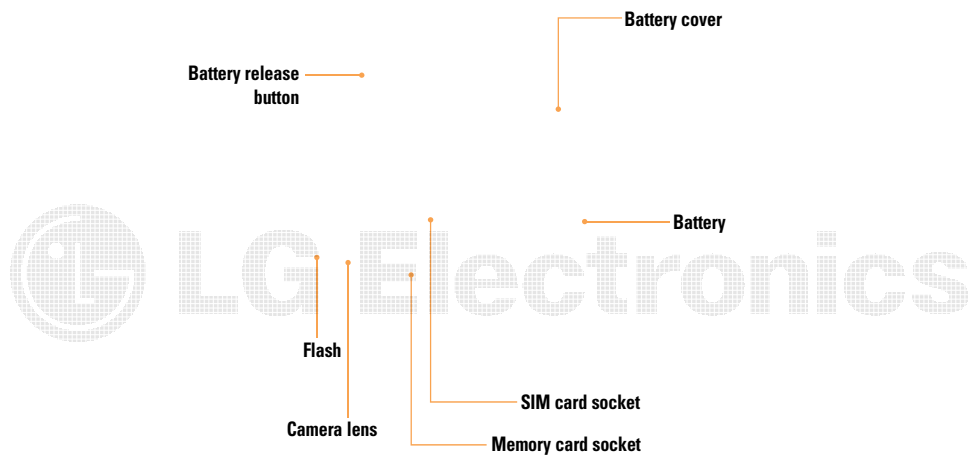 Battery cover
Battery release
button
Battery
LG Electronics
Flash
SIM card socket
Camera lens
Memory card socket